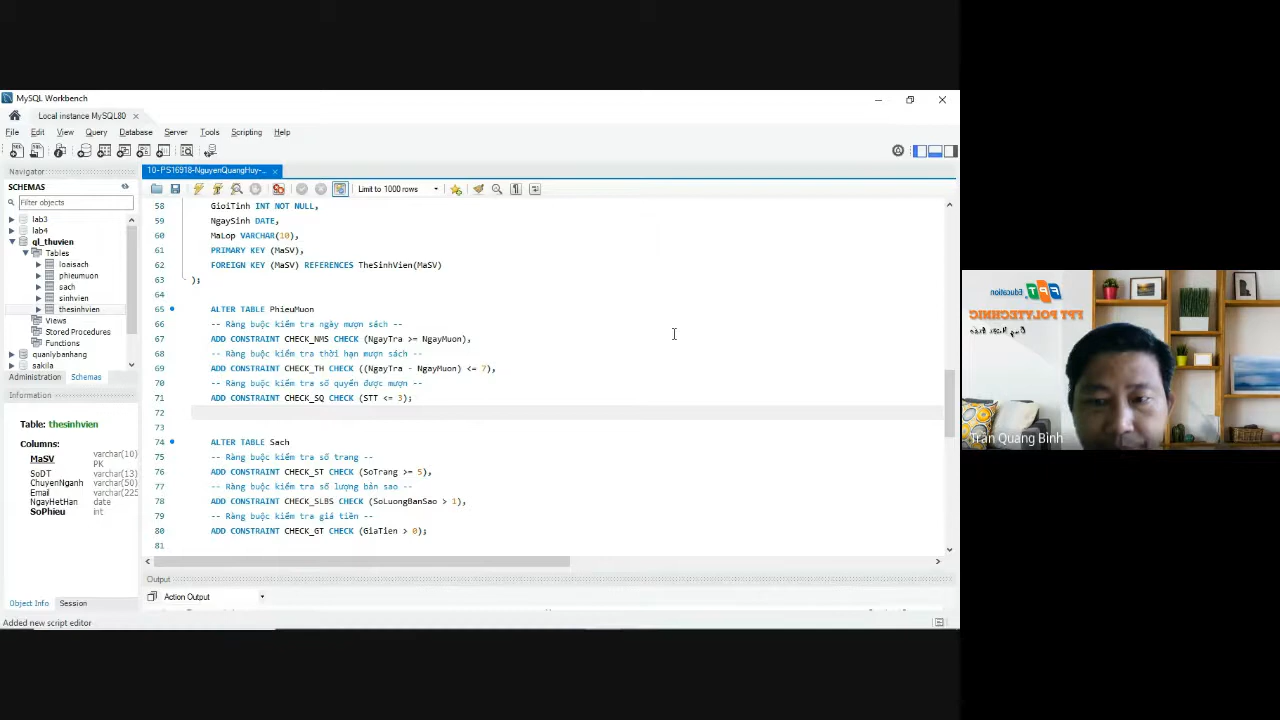 MySQL Workbench
Local instance MySQL80
File Edit View Query Database Server Tools Scripting Help
Navigator
10-PS16918-NguyenQuangHuy-...
SCHEMAS
Filter objects
Limit to 1000 rows
lab3
lab4
ql_thuvien
Tables
loaisach
phieumuon
sach
sinhvien
thesinhvien
Views
Stored Procedures
Functions
quanlybanhang
sakila
Administration Schemas
Information
Table: thesinhvien
Columns:
MaSV varchar(10) PK
SoDT varchar(13)
ChuyenNganh varchar(50)
Email varchar(225)
NgayHetHan date
SoPhieu int
Object Info Session
58 GioiTinh INT NOT NULL,
59 NgaySinh DATE,
60 MaLop VARCHAR(10),
61 PRIMARY KEY (MaSV),
62 FOREIGN KEY (MaSV) REFERENCES TheSinhVien(MaSV)
63 );
64
65 ALTER TABLE PhieuMuon
66 -- Ràng buộc kiểm tra ngày mượn sách --
67 ADD CONSTRAINT CHECK_NMS CHECK (NgayTra >= NgayMuon),
68 -- Ràng buộc kiểm tra thời hạn mượn sách --
69 ADD CONSTRAINT CHECK_TH CHECK ((NgayTra - NgayMuon) <= 7),
70 -- Ràng buộc kiểm tra số quyển được mượn --
71 ADD CONSTRAINT CHECK_SQ CHECK (STT <= 3);
72
73
74 ALTER TABLE Sach
75 -- Ràng buộc kiểm tra số trang --
76 ADD CONSTRAINT CHECK_ST CHECK (SoTrang >= 5),
77 -- Ràng buộc kiểm tra số lượng bản sao --
78 ADD CONSTRAINT CHECK_SLBS CHECK (SoLuongBanSao > 1),
79 -- Ràng buộc kiểm tra giá tiền --
80 ADD CONSTRAINT CHECK_GT CHECK (GiaTien > 0);
81
Output
Action Output
Added new script editor
FPT Education
FPT POLYTECHNIC
Tran Quang Binh